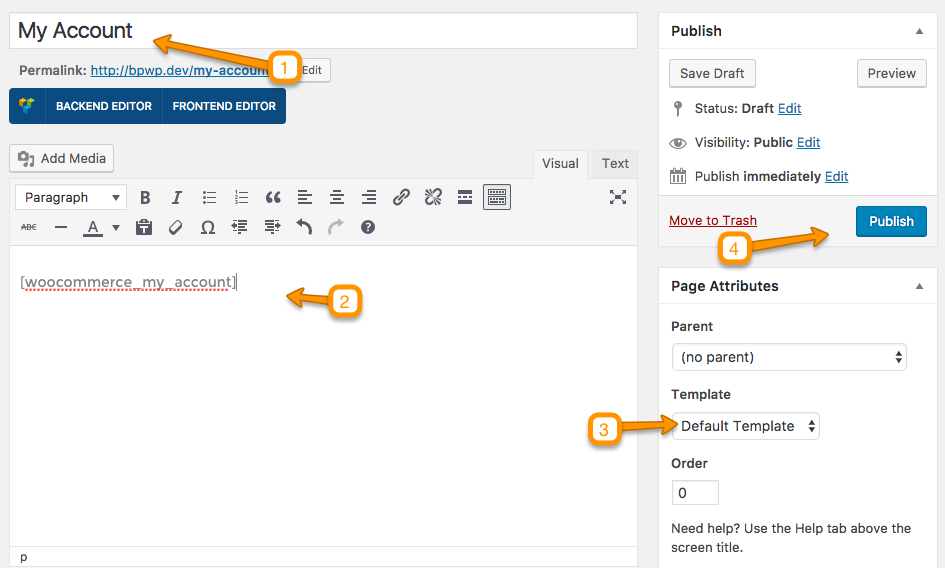 My Account
Permalink: http://bpwp.dev/my-account Edit
1
BACKEND EDITOR FRONTEND EDITOR
Add Media
Visual Text
Paragraph B I
ABC A
[woocommerce_my_account]
2
p
Publish
Save Draft Preview
Status: Draft Edit
Visibility: Public Edit
Publish immediately Edit
Move to Trash Publish
4
Page Attributes
Parent
(no parent)
Template
3
Default Template
Order
0
Need help? Use the Help tab above the
screen title.